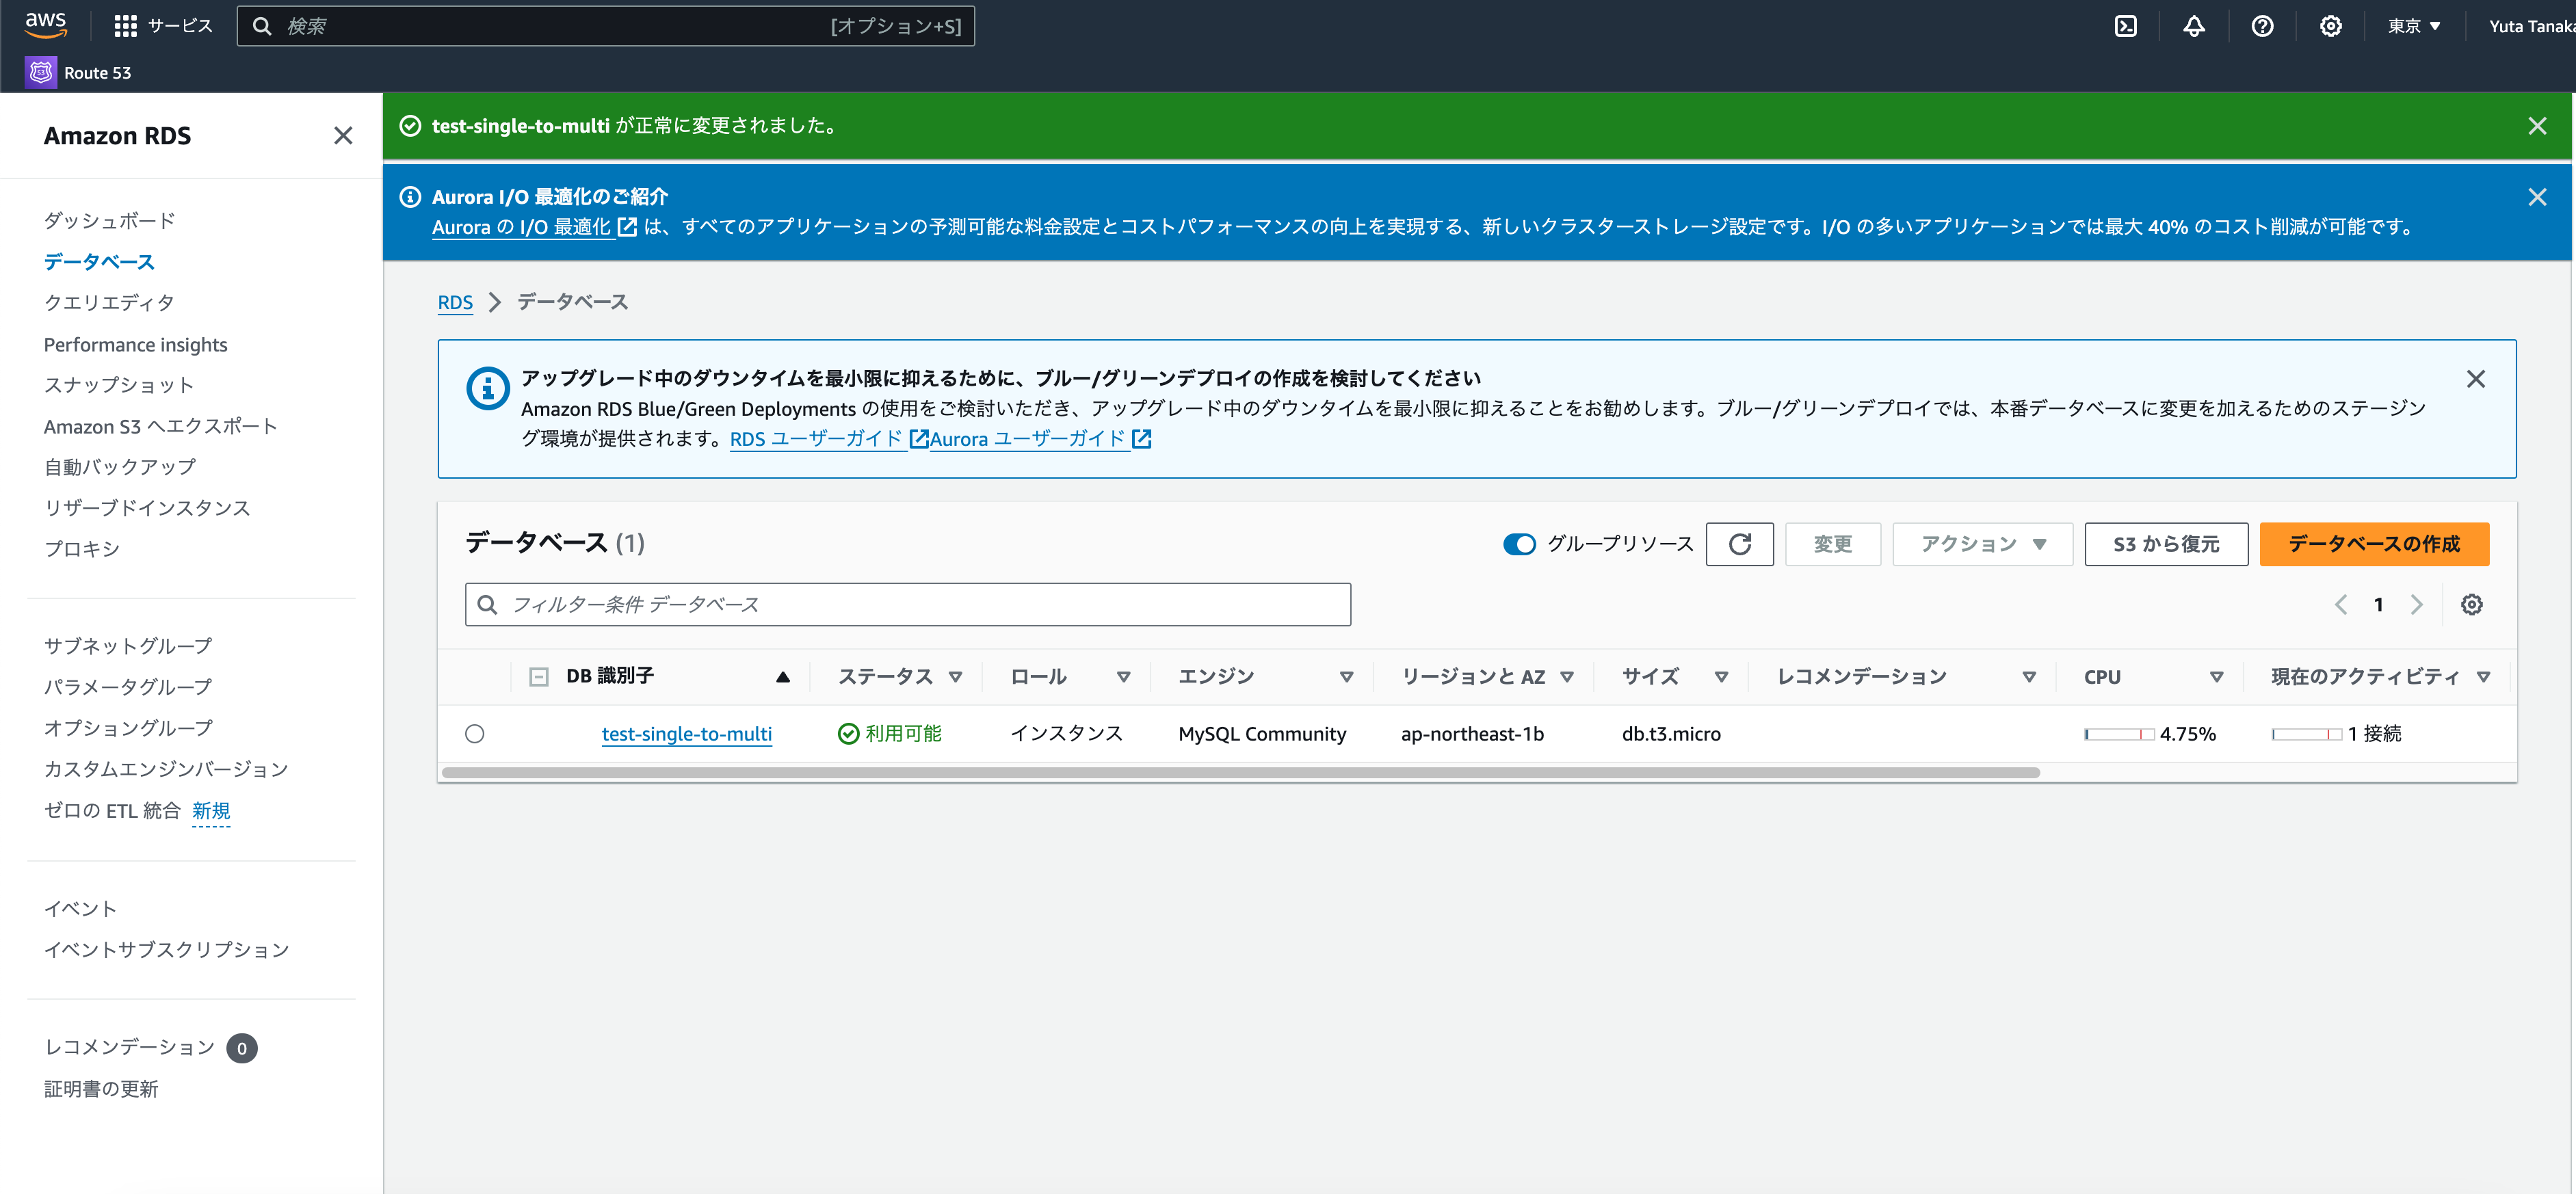 aws
サービス
検索
[オプション+S]
東京
Yuta Tanaka
Route 53
Amazon RDS
ダッシュボード
データベース
クエリエディタ
Performance insights
スナップショット
Amazon S3 へエクスポート
自動バックアップ
リザーブドインスタンス
プロキシ
サブネットグループ
パラメータグループ
オプショングループ
カスタムエンジンバージョン
ゼロの ETL 統合 新規
イベント
イベントサブスクリプション
レコメンデーション 0
証明書の更新
test-single-to-multi が正常に変更されました。
Aurora I/O 最適化のご紹介
Aurora の I/O 最適化 は、すべてのアプリケーションの予測可能な料金設定とコストパフォーマンスの向上を実現する、新しいクラスターストレージ設定です。I/O の多いアプリケーションでは最大 40% のコスト削減が可能です。
RDS データベース
アップグレード中のダウンタイムを最小限に抑えるために、ブルー/グリーンデプロイの作成を検討してください
Amazon RDS Blue/Green Deployments の使用をご検討いただき、アップグレード中のダウンタイムを最小限に抑えることをお勧めします。ブルー/グリーンデプロイでは、本番データベースに変更を加えるためのステージン
グ環境が提供されます。RDS ユーザーガイド Aurora ユーザーガイド
データベース (1)
グループリソース
変更
アクション
S3 から復元
データベースの作成
フィルター条件 データベース
1
DB 識別子 ステータス ロール エンジン リージョンと AZ サイズ レコメンデーション CPU 現在のアクティビティ
test-single-to-multi 利用可能 インスタンス MySQL Community ap-northeast-1b db.t3.micro 4.75% 1 接続